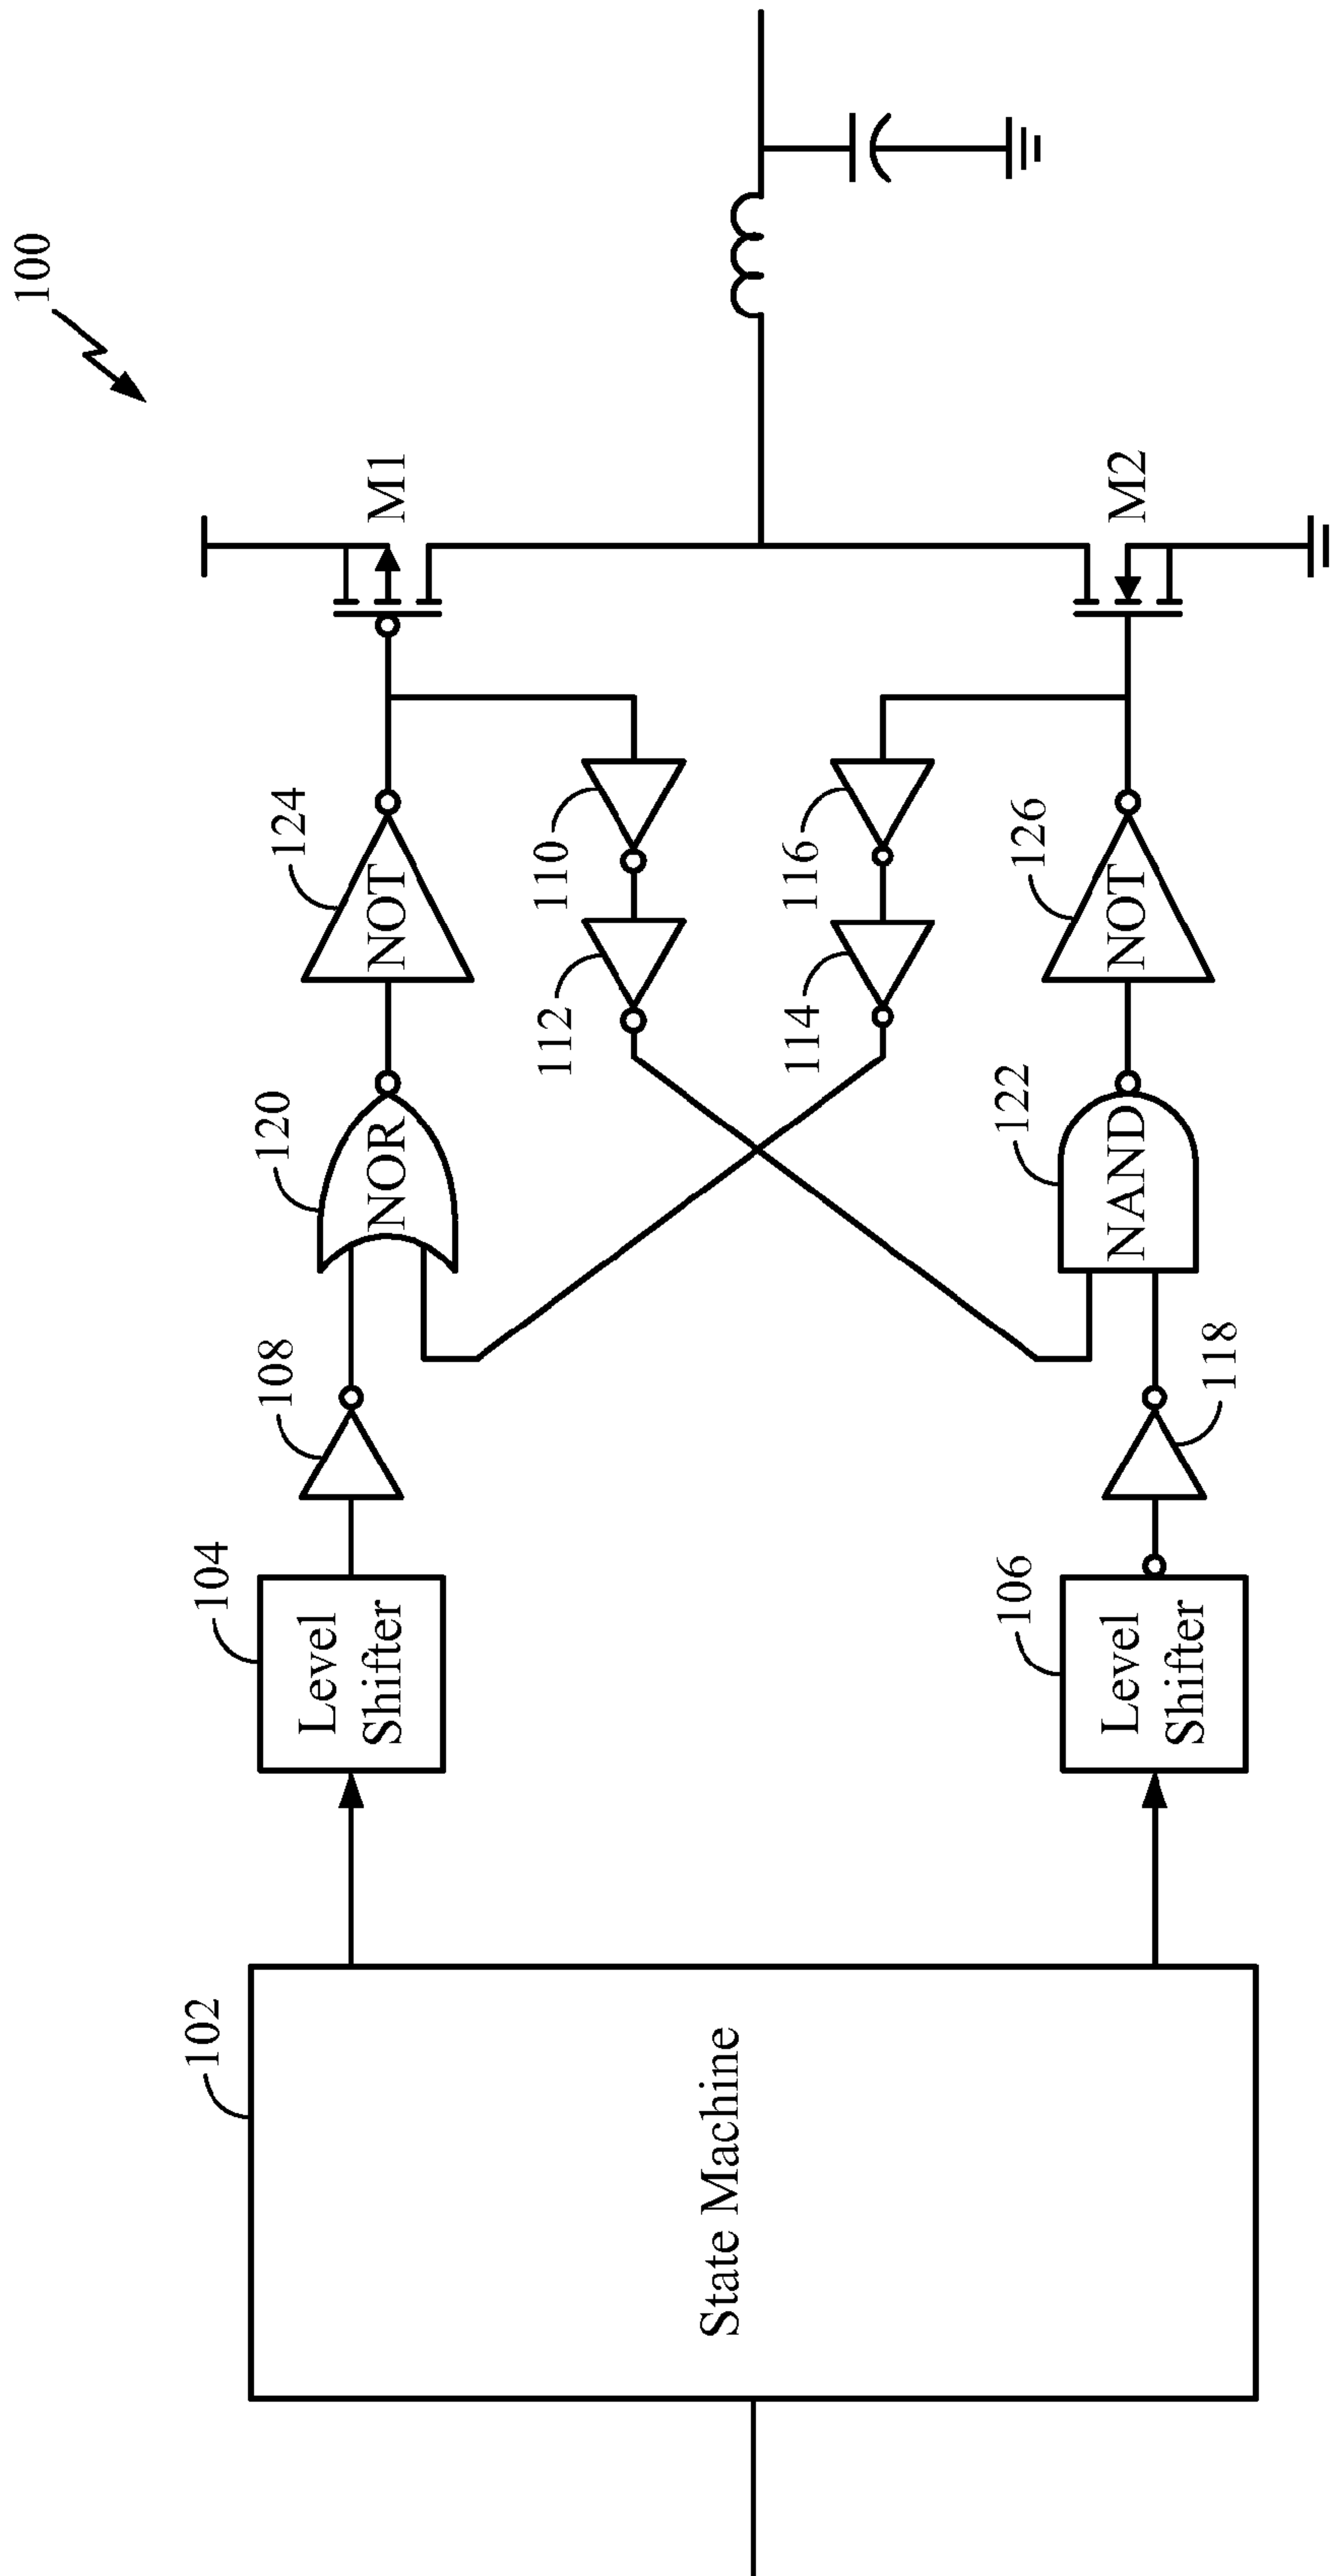 100
102
State Machine
104
Level
Shifter
106
Level
Shifter
108
118
120
NOR
122
NAND
124
NOT
126
NOT
110
112
116
114
M1
M2